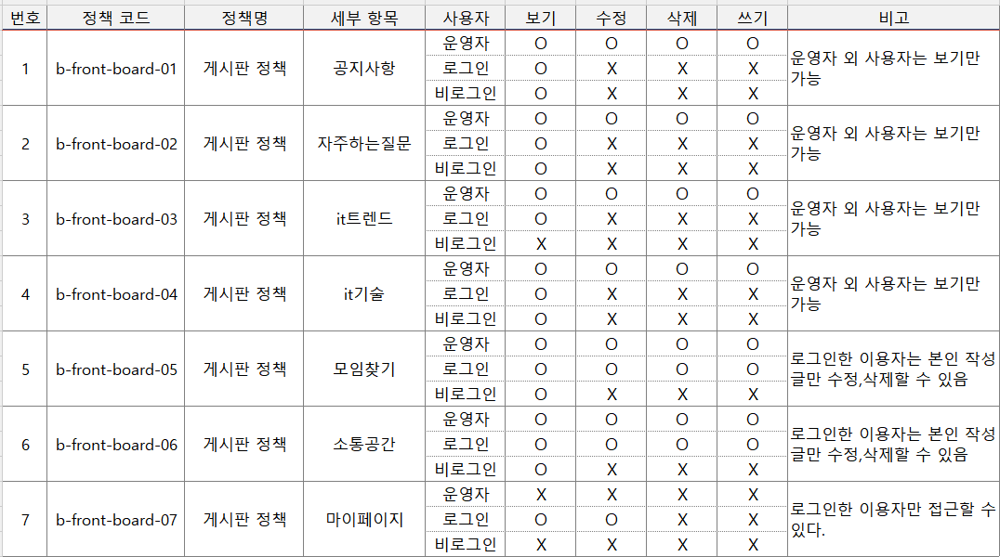 번호 정책 코드 정책명 세부 항목 사용자 보기 수정 삭제 쓰기 비고
1 b-front-board-01 게시판 정책 공지사항 운영자 O O O O 운영자 외 사용자는 보기만 가능
로그인 O X X X
비로그인 O X X X
2 b-front-board-02 게시판 정책 자주하는질문 운영자 O O O O 운영자 외 사용자는 보기만 가능
로그인 O X X X
비로그인 O X X X
3 b-front-board-03 게시판 정책 it트렌드 운영자 O O O O 운영자 외 사용자는 보기만 가능
로그인 O X X X
비로그인 X X X X
4 b-front-board-04 게시판 정책 it기술 운영자 O O O O 운영자 외 사용자는 보기만 가능
로그인 O X X X
비로그인 O X X X
5 b-front-board-05 게시판 정책 모임찾기 운영자 O O O O 로그인한 이용자는 본인 작성글만 수정,삭제할 수 있음
로그인 O O O O
비로그인 O X X X
6 b-front-board-06 게시판 정책 소통공간 운영자 O O O O 로그인한 이용자는 본인 작성글만 수정,삭제할 수 있음
로그인 O O O O
비로그인 O X X X
7 b-front-board-07 게시판 정책 마이페이지 운영자 X X X X 로그인한 이용자만 접근할 수 있다.
로그인 O O X X
비로그인 X X X X